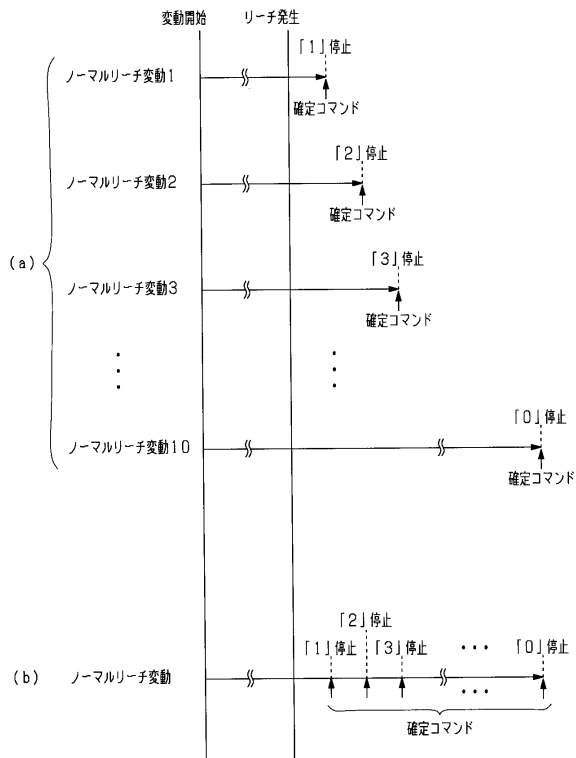 変動開始 リーチ発生
「1」停止
ノーマルリーチ変動1
確定コマンド
「2」停止
ノーマルリーチ変動2
確定コマンド
(a)
「3」停止
ノーマルリーチ変動3
確定コマンド
「0」停止
ノーマルリーチ変動10
確定コマンド
「2」停止
「1」停止 「3」停止 ・・・ 「0」停止
(b) ノーマルリーチ変動
・・・
確定コマンド